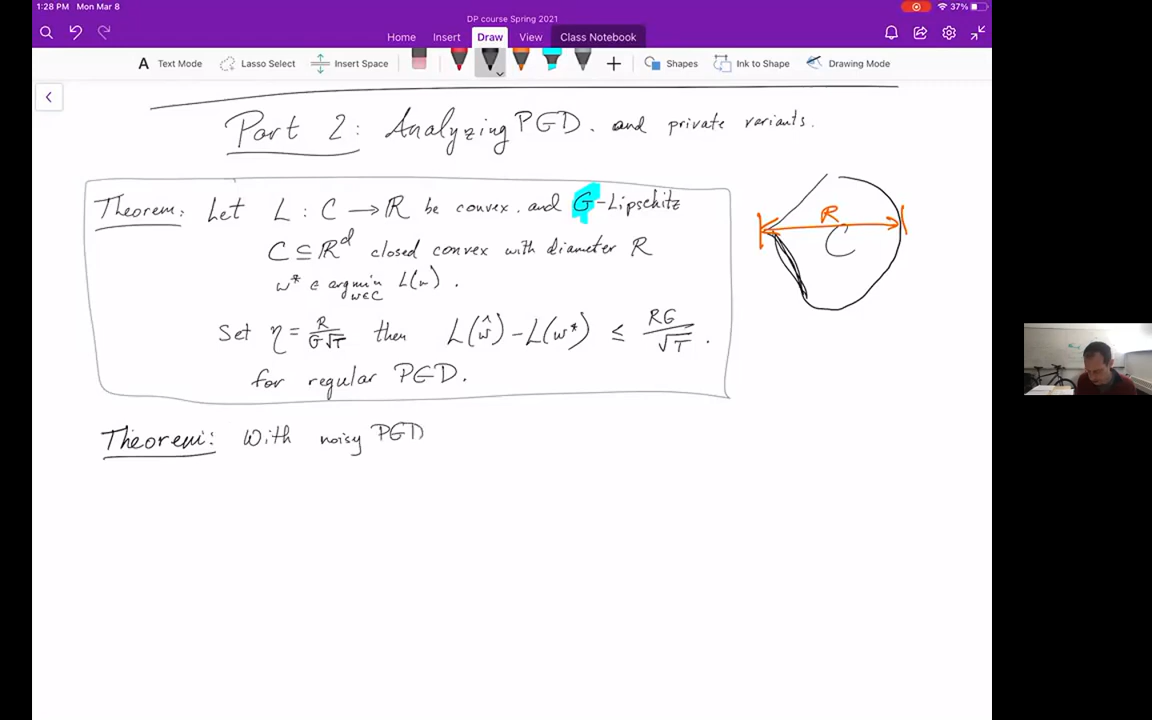 1:28 PM Mon Mar 8
37%
DP course Spring 2021
Home Insert Draw View Class Notebook
Text Mode Lasso Select Insert Space Shapes Ink to Shape Drawing Mode
Part 2: Analyzing PGD. and private variants.
Theorem: Let L : C → R be convex. and G-Lipschitz
C ⊆ ℝ^d closed convex with diameter R
w* ∈ argmin_{w∈C} L(w).
Set η = R/(G√T) then L(ŵ) - L(w*) ≤ RG/√T.
for regular PGD.
R
C
Theorem: With noisy PGD